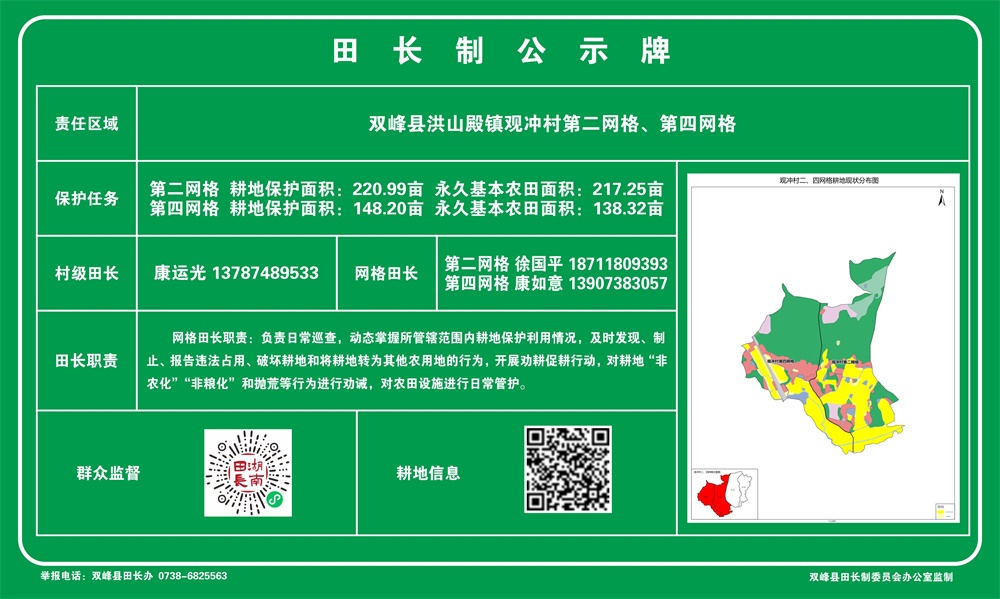 田长制公示牌
责任区域
双峰县洪山殿镇观冲村第二网格、第四网格
保护任务
第二网格 耕地保护面积：220.99亩 永久基本农田面积：217.25亩
第四网格 耕地保护面积：148.20亩 永久基本农田面积：138.32亩
观冲村二、四网格耕地现状分布图
N
村级田长
康运光 13787489533
网格田长
第二网格 徐国平 18711809393
第四网格 康如意 13907383057
田长职责
网格田长职责：负责日常巡查，动态掌握所管辖范围内耕地保护利用情况，及时发现、制
止、报告违法占用、破坏耕地和将耕地转为其他农用地的行为，开展劝耕促耕行动，对耕地“非
农化”“非粮化”和抛荒等行为进行劝诫，对农田设施进行日常管护。
观冲村第四网格
观冲村第二网格
群众监督
湖南
田長
耕地信息
举报电话：双峰县田长办 0738-6825563
双峰县田长制委员会办公室监制